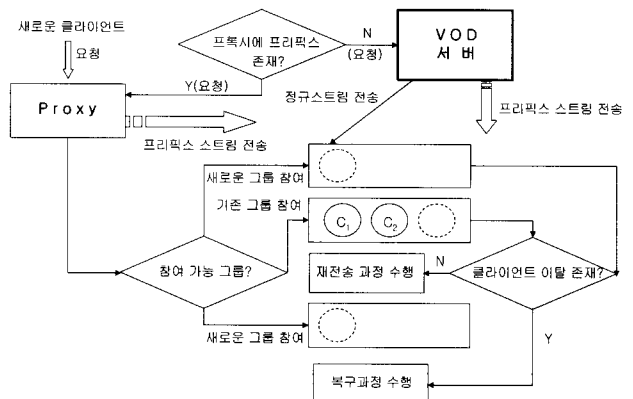 새로운 클라이언트
요청
프록시에 프리픽스
존재?
N
(요청)
VOD
서 버
Y(요청)
Proxy
정규스트림 전송
프리픽스 스트림 전송
프리픽스 스트림 전송
새로운 그룹 참여
기존 그룹 참여
C1
C2
참여 가능 그룹?
재전송 과정 수행
N
클라이언트 이탈 존재?
새로운 그룹 참여
Y
복구과정 수행